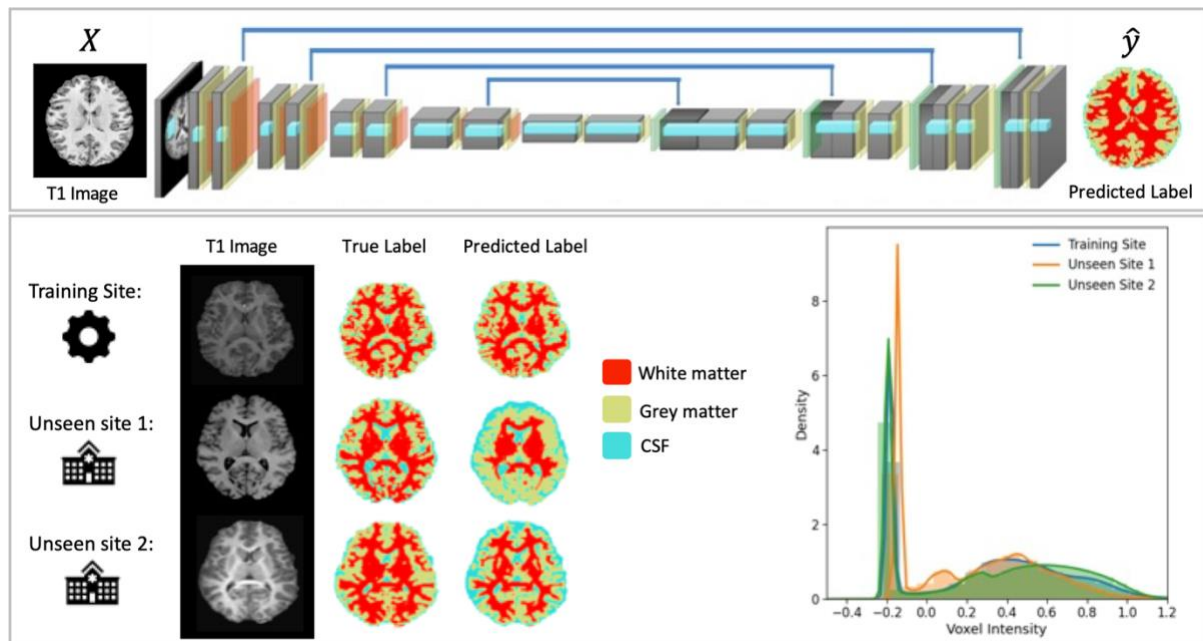 X
ŷ
T1 Image
Predicted Label
T1 Image
True Label
Predicted Label
Training Site:
Unseen site 1:
Unseen site 2:
White matter
Grey matter
CSF
Training Site
Unseen Site 1
Unseen Site 2
Density
8
6
4
2
0
-0.4
-0.2
0.0
0.2
0.4
0.6
0.8
1.0
1.2
Voxel Intensity